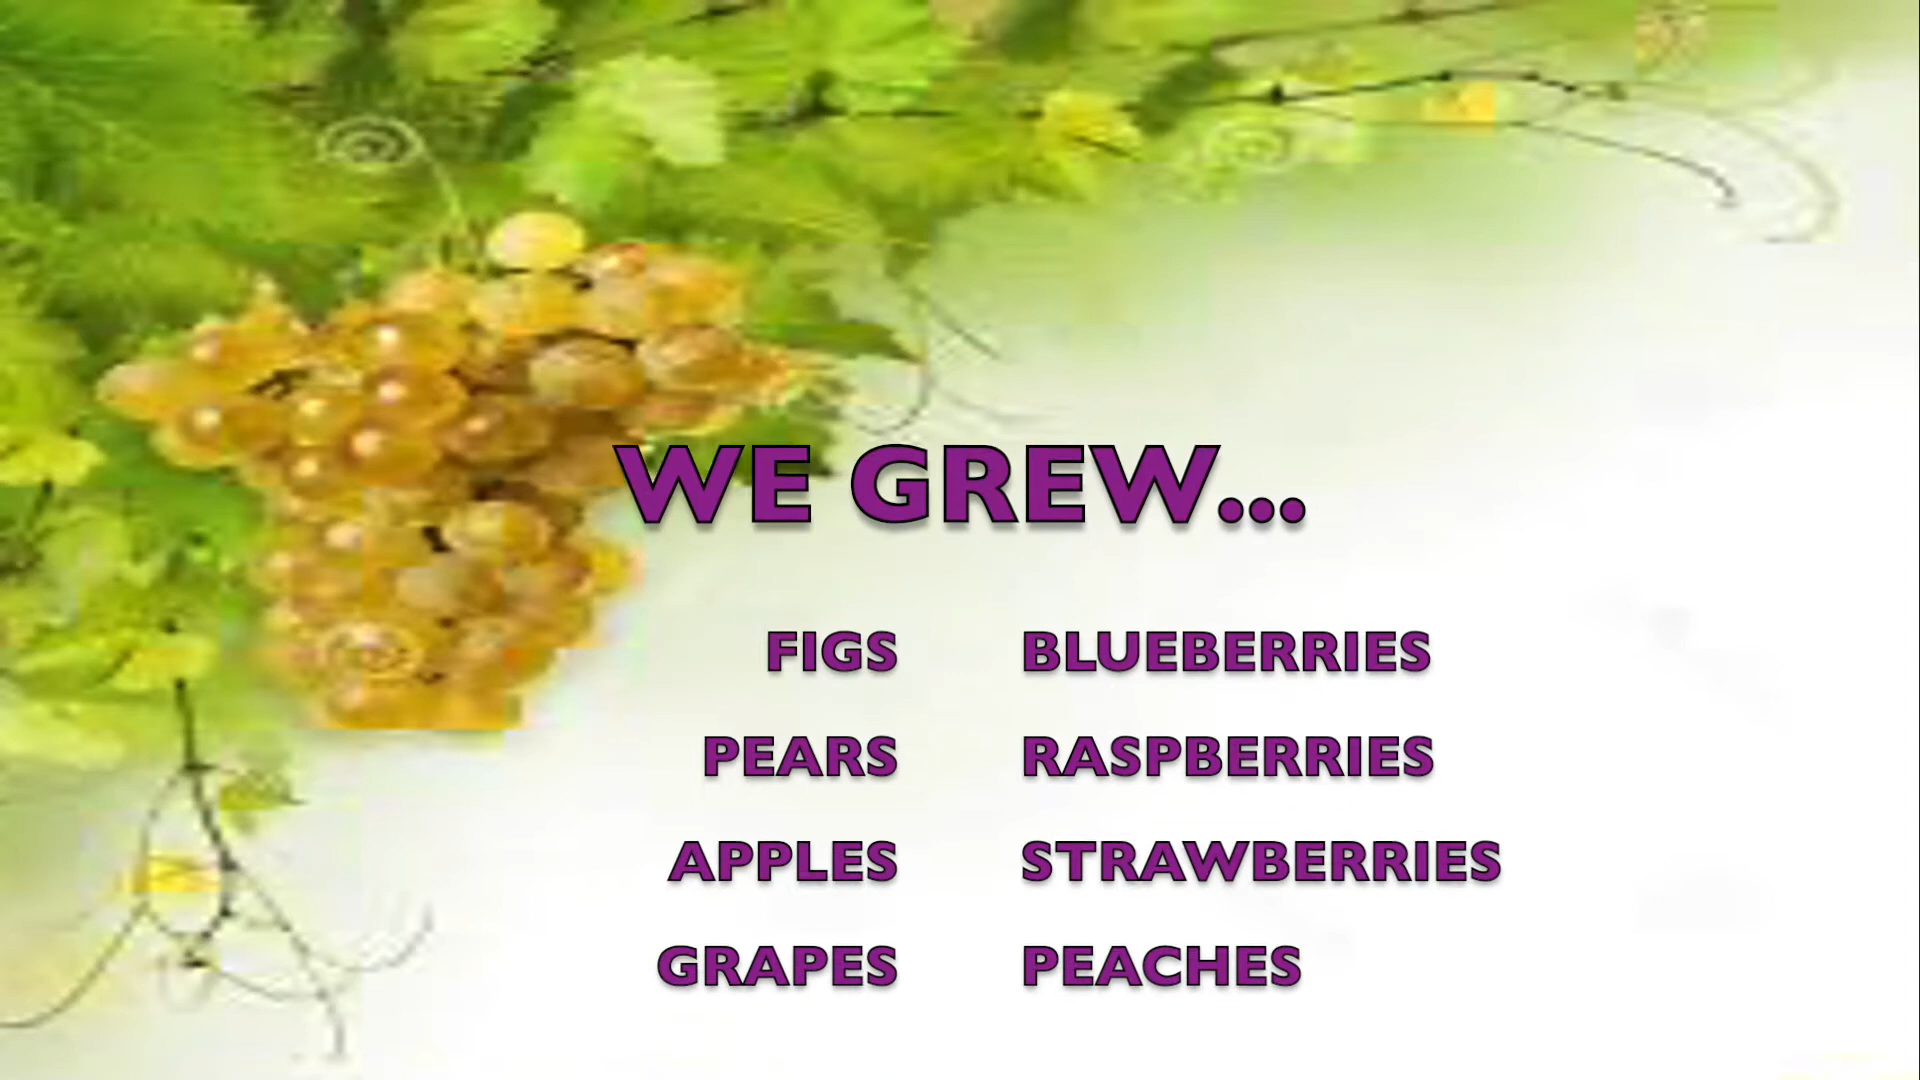 WE GREW...
FIGS BLUEBERRIES
PEARS RASPBERRIES
APPLES STRAWBERRIES
GRAPES PEACHES